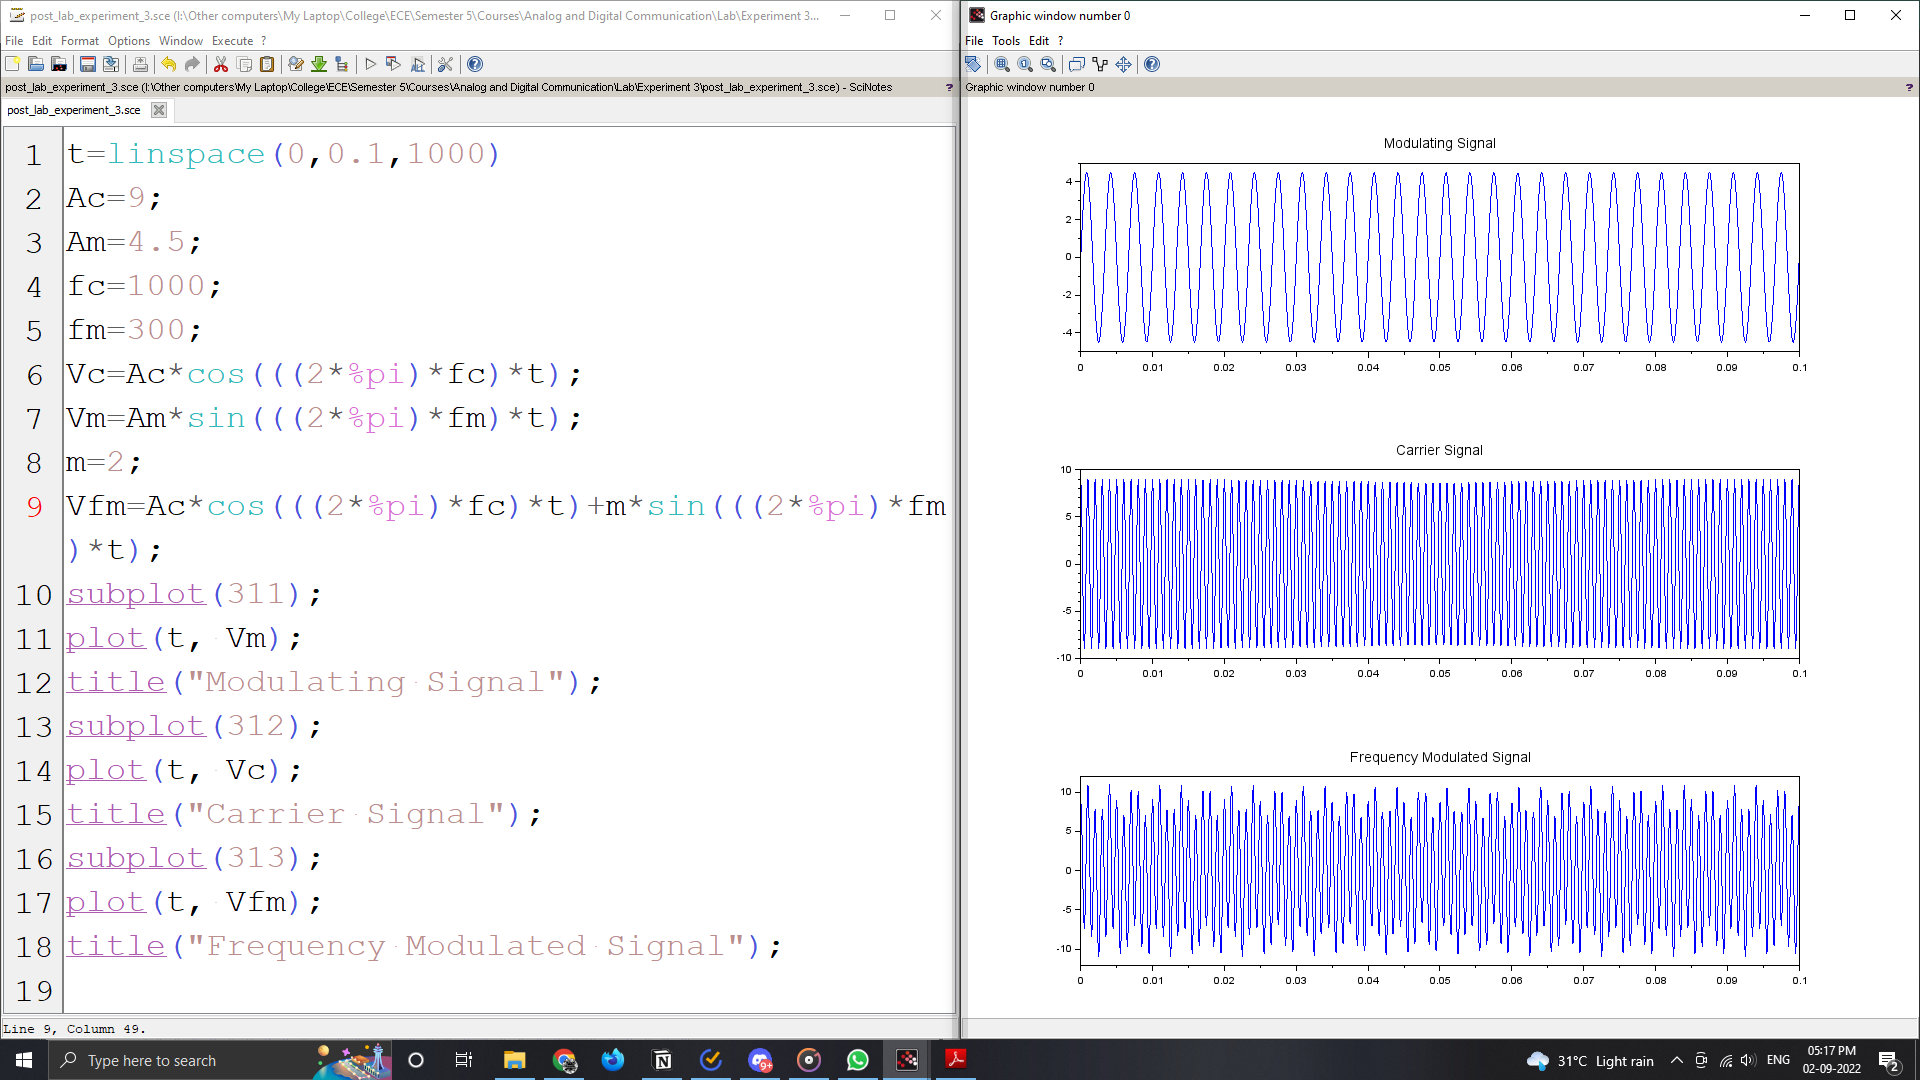 post_lab_experiment_3.sce (I:\Other computers\My Laptop\College\ECE\Semester 5\Courses\Analog and Digital Communication\Lab\Experiment 3...
File Edit Format Options Window Execute ?
post_lab_experiment_3.sce (I:\Other computers\My Laptop\College\ECE\Semester 5\Courses\Analog and Digital Communication\Lab\Experiment 3\post_lab_experiment_3.sce) - SciNotes ?
post_lab_experiment_3.sce
1 t=linspace(0,0.1,1000)
2 Ac=9;
3 Am=4.5;
4 fc=1000;
5 fm=300;
6 Vc=Ac*cos(((2*%pi)*fc)*t);
7 Vm=Am*sin(((2*%pi)*fm)*t);
8 m=2;
9 Vfm=Ac*cos(((2*%pi)*fc)*t)+m*sin(((2*%pi)*fm
)*t);
10 subplot(311);
11 plot(t, Vm);
12 title("Modulating Signal");
13 subplot(312);
14 plot(t, Vc);
15 title("Carrier Signal");
16 subplot(313);
17 plot(t, Vfm);
18 title("Frequency Modulated Signal");
19
Line 9, Column 49.
Graphic window number 0
File Tools Edit ?
Graphic window number 0 ?
Modulating Signal
4
2
0
-2
-4
0 0.01 0.02 0.03 0.04 0.05 0.06 0.07 0.08 0.09 0.1
Carrier Signal
10
5
0
-5
-10
0 0.01 0.02 0.03 0.04 0.05 0.06 0.07 0.08 0.09 0.1
Frequency Modulated Signal
10
5
0
-5
-10
0 0.01 0.02 0.03 0.04 0.05 0.06 0.07 0.08 0.09 0.1
Type here to search
9+
31°C Light rain
ENG
05:17 PM
02-09-2022
2